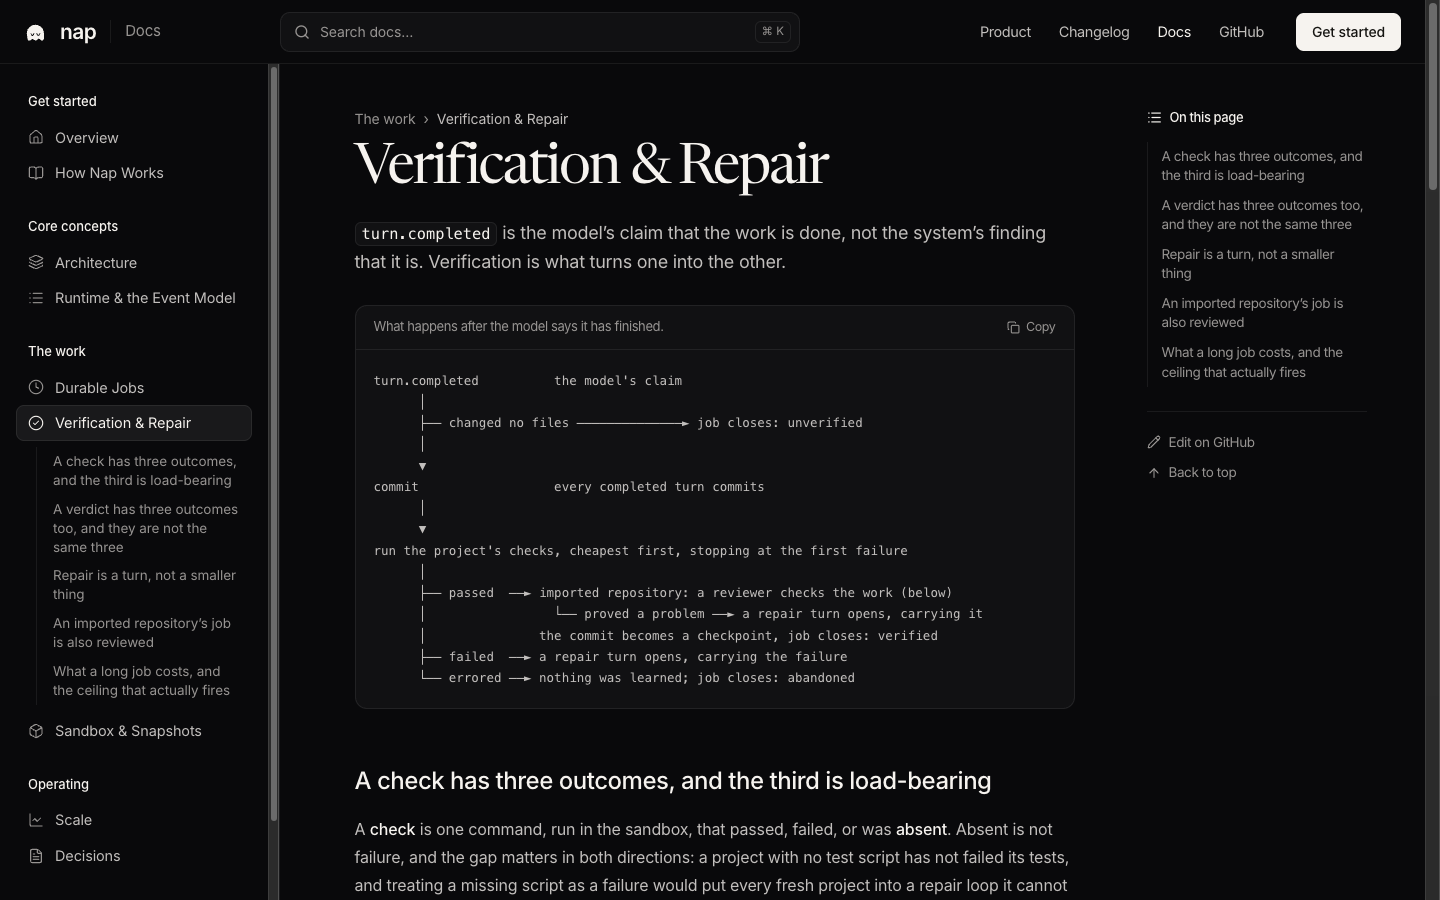 nap
Docs
Search docs...
⌘ K
Product
Changelog
Docs
GitHub
Get started
Get started
Overview
How Nap Works
Core concepts
Architecture
Runtime & the Event Model
The work
Durable Jobs
Verification & Repair
A check has three outcomes,
and the third is load-bearing
A verdict has three outcomes
too, and they are not the
same three
Repair is a turn, not a smaller
thing
An imported repository's job
is also reviewed
What a long job costs, and
the ceiling that actually fires
Sandbox & Snapshots
Operating
Scale
Decisions
The work › Verification & Repair
Verification & Repair
turn.completed is the model's claim that the work is done, not the system's finding
that it is. Verification is what turns one into the other.
What happens after the model says it has finished.
Copy
turn.completed          the model's claim
      │
      ├── changed no files ──────────────► job closes: unverified
      │
      ▼
commit                  every completed turn commits
      │
      ▼
run the project's checks, cheapest first, stopping at the first failure
      │
      ├── passed  ──► imported repository: a reviewer checks the work (below)
      │                 └── proved a problem ──► a repair turn opens, carrying it
      │               the commit becomes a checkpoint, job closes: verified
      ├── failed  ──► a repair turn opens, carrying the failure
      └── errored ──► nothing was learned; job closes: abandoned
A check has three outcomes, and the third is load-bearing
A check is one command, run in the sandbox, that passed, failed, or was absent. Absent is not
failure, and the gap matters in both directions: a project with no test script has not failed its tests,
and treating a missing script as a failure would put every fresh project into a repair loop it cannot
On this page
A check has three outcomes, and
the third is load-bearing
A verdict has three outcomes too,
and they are not the same three
Repair is a turn, not a smaller
thing
An imported repository's job is
also reviewed
What a long job costs, and the
ceiling that actually fires
Edit on GitHub
Back to top